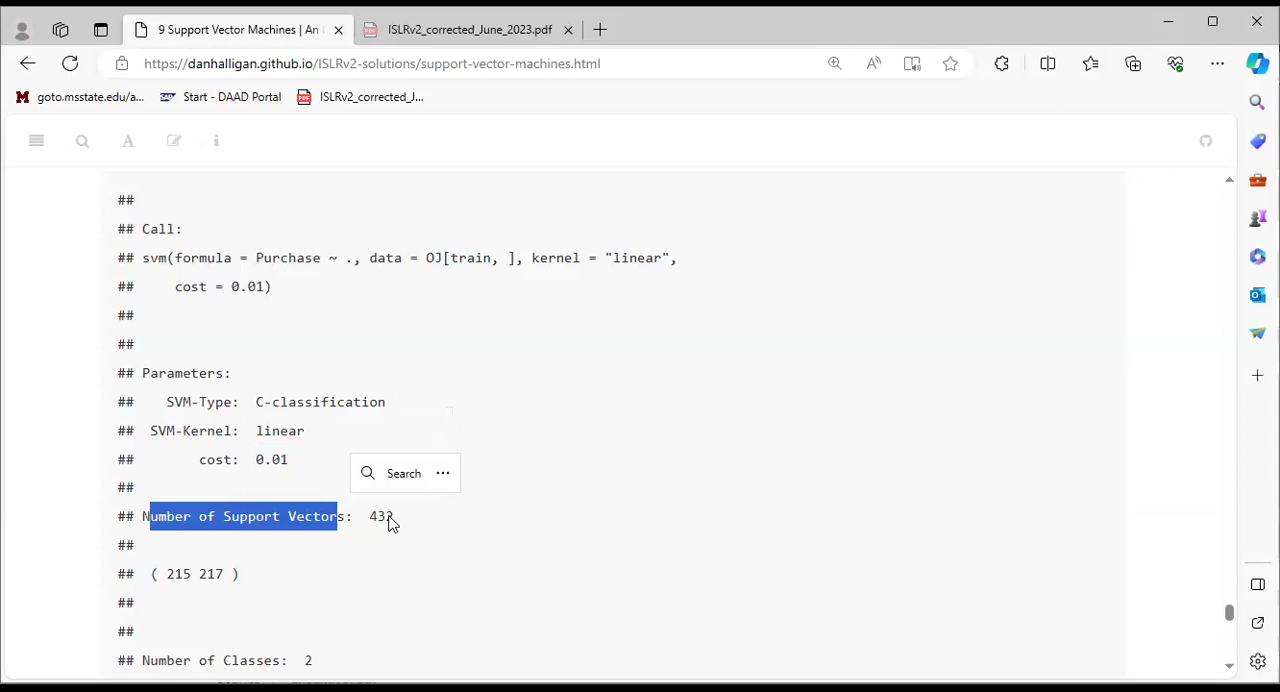 9 Support Vector Machines | An I
ISLRv2_corrected_June_2023.pdf
https://danhalligan.github.io/ISLRv2-solutions/support-vector-machines.html
goto.msstate.edu/a...
Start - DAAD Portal
ISLRv2_corrected_J...
##
## Call:
## svm(formula = Purchase ~ ., data = OJ[train, ], kernel = "linear",
## cost = 0.01)
##
##
## Parameters:
## SVM-Type: C-classification
## SVM-Kernel: linear
## cost: 0.01
Search ...
##
## Number of Support Vectors: 432
##
## ( 215 217 )
##
##
## Number of Classes: 2